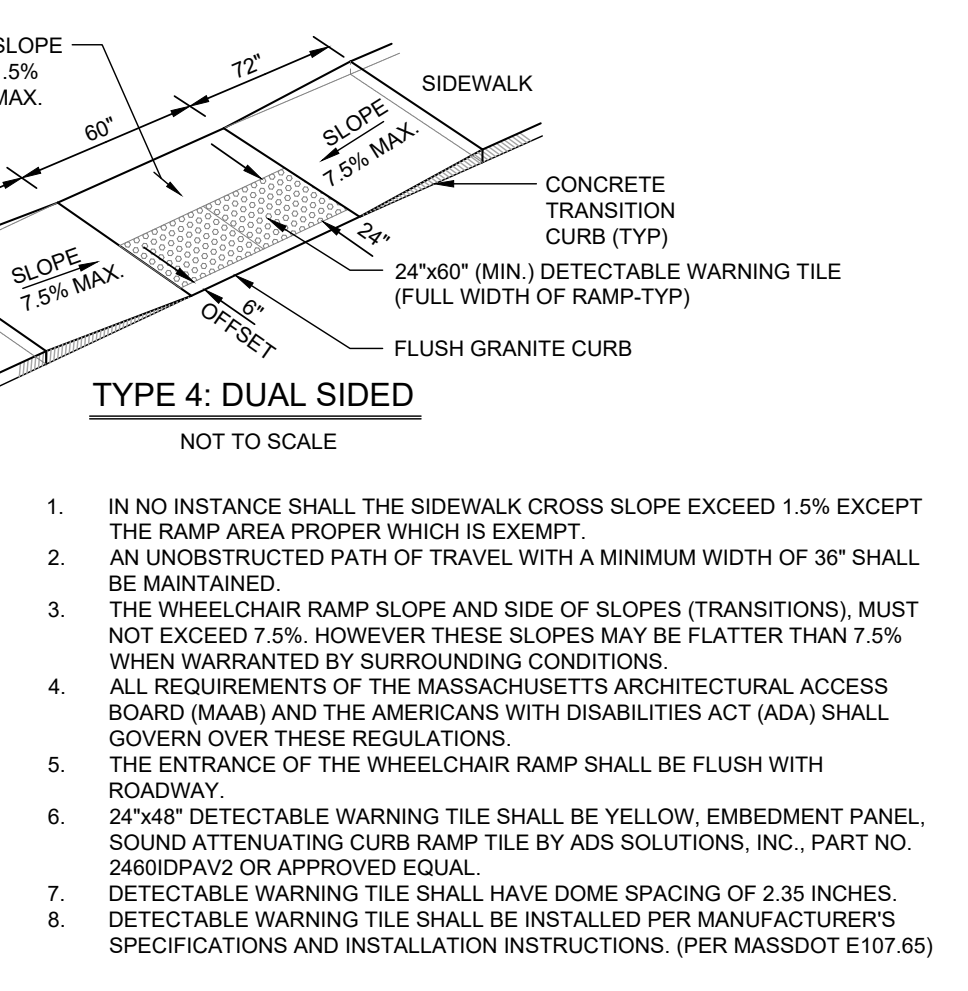 SLOPE
.5%
MAX.
72"
60"
SIDEWALK
SLOPE
7.5% MAX.
CONCRETE
TRANSITION
CURB (TYP)
24"
24"x60" (MIN.) DETECTABLE WARNING TILE
(FULL WIDTH OF RAMP-TYP)
SLOPE
7.5% MAX.
6"
OFFSET
FLUSH GRANITE CURB
TYPE 4: DUAL SIDED
NOT TO SCALE
1. IN NO INSTANCE SHALL THE SIDEWALK CROSS SLOPE EXCEED 1.5% EXCEPT
THE RAMP AREA PROPER WHICH IS EXEMPT.
2. AN UNOBSTRUCTED PATH OF TRAVEL WITH A MINIMUM WIDTH OF 36" SHALL
BE MAINTAINED.
3. THE WHEELCHAIR RAMP SLOPE AND SIDE OF SLOPES (TRANSITIONS), MUST
NOT EXCEED 7.5%. HOWEVER THESE SLOPES MAY BE FLATTER THAN 7.5%
WHEN WARRANTED BY SURROUNDING CONDITIONS.
4. ALL REQUIREMENTS OF THE MASSACHUSETTS ARCHITECTURAL ACCESS
BOARD (MAAB) AND THE AMERICANS WITH DISABILITIES ACT (ADA) SHALL
GOVERN OVER THESE REGULATIONS.
5. THE ENTRANCE OF THE WHEELCHAIR RAMP SHALL BE FLUSH WITH
ROADWAY.
6. 24"x48" DETECTABLE WARNING TILE SHALL BE YELLOW, EMBEDMENT PANEL,
SOUND ATTENUATING CURB RAMP TILE BY ADS SOLUTIONS, INC., PART NO.
2460IDPAV2 OR APPROVED EQUAL.
7. DETECTABLE WARNING TILE SHALL HAVE DOME SPACING OF 2.35 INCHES.
8. DETECTABLE WARNING TILE SHALL BE INSTALLED PER MANUFACTURER'S
SPECIFICATIONS AND INSTALLATION INSTRUCTIONS. (PER MASSDOT E107.65)